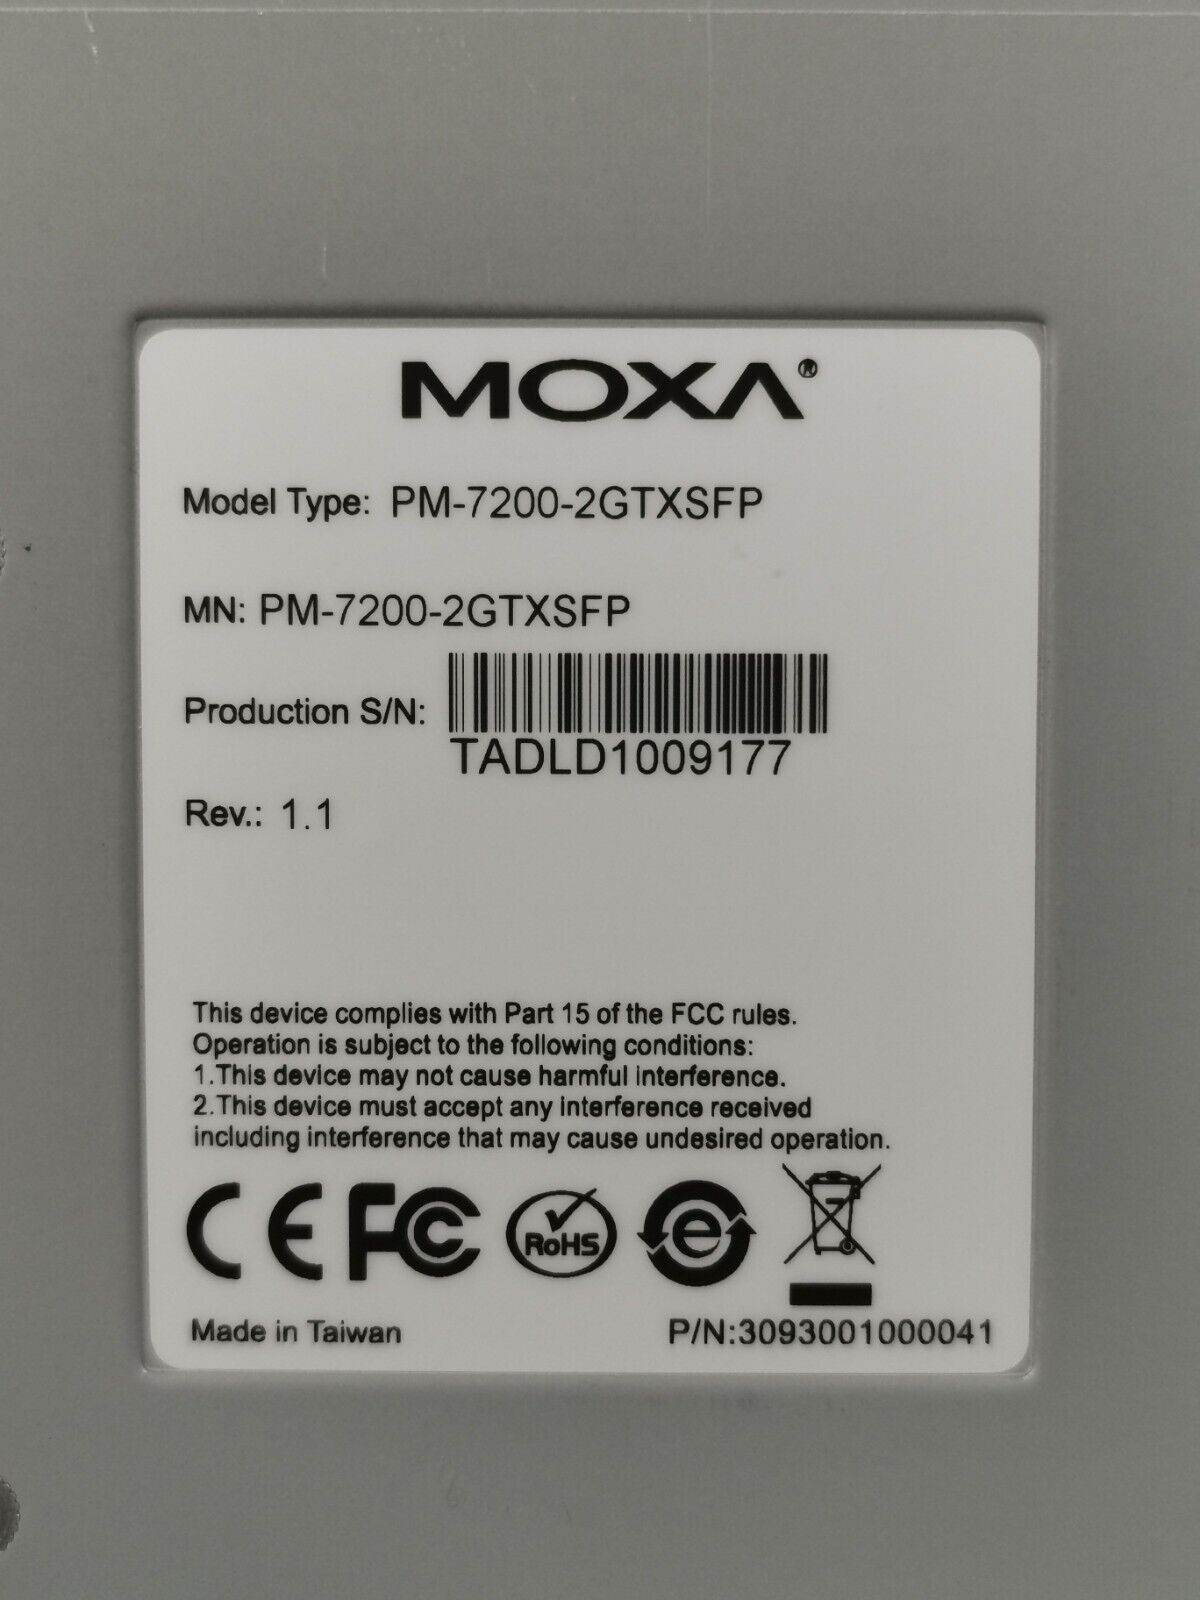 MOXA®
Model Type: PM-7200-2GTXSFP
MN: PM-7200-2GTXSFP
Production S/N:
TADLD1009177
Rev.: 1.1
This device complies with Part 15 of the FCC rules.
Operation is subject to the following conditions:
1.This device may not cause harmful interference.
2.This device must accept any interference received
including interference that may cause undesired operation.
CE FC RoHS e
Made in Taiwan
P/N:3093001000041